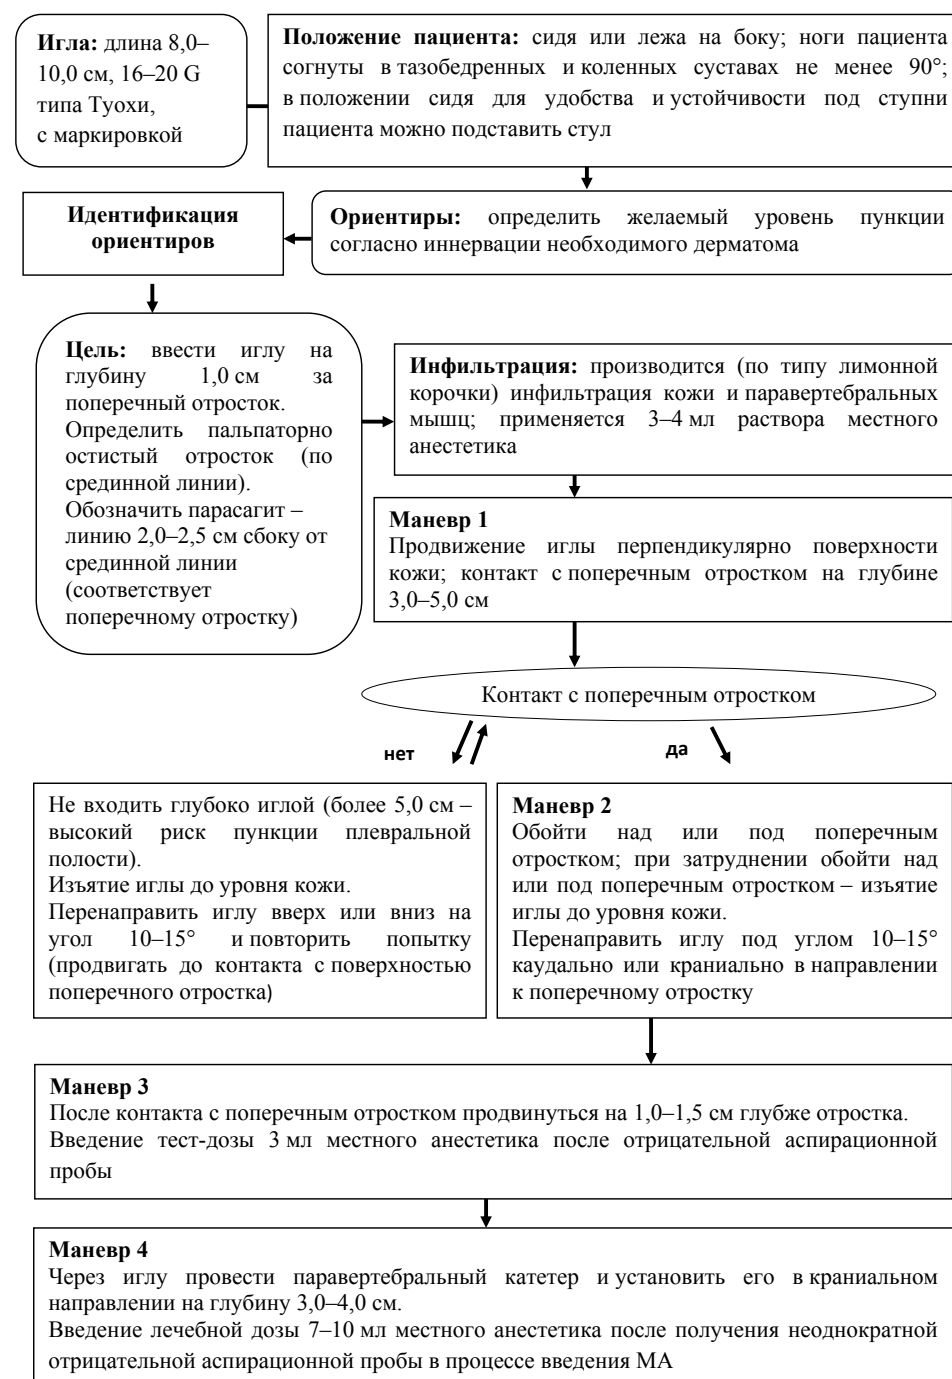 Игла: длина 8,0–
10,0 см, 16–20 G
типа Туохи,
с маркировкой
Положение пациента: сидя или лежа на боку; ноги пациента
согнуты в тазобедренных и коленных суставах не менее 90°;
в положении сидя для удобства и устойчивости под ступни
пациента можно подставить стул
Идентификация
ориентиров
Ориентиры: определить желаемый уровень пункции
согласно иннервации необходимого дерматома
Цель: ввести иглу на
глубину 1,0 см за
поперечный отросток.
Определить пальпаторно
остистый отросток (по
срединной линии).
Обозначить парасагит –
линию 2,0–2,5 см сбоку от
срединной линии
(соответствует
поперечному отростку)
Инфильтрация: производится (по типу лимонной
корочки) инфильтрация кожи и паравертебральных
мышц; применяется 3–4 мл раствора местного
анестетика
Маневр 1
Продвижение иглы перпендикулярно поверхности
кожи; контакт с поперечным отростком на глубине
3,0–5,0 см
Контакт с поперечным отростком
нет
да
Не входить глубоко иглой (более 5,0 см –
высокий риск пункции плевральной
полости).
Изъятие иглы до уровня кожи.
Перенаправить иглу вверх или вниз на
угол 10–15° и повторить попытку
(продвигать до контакта с поверхностью
поперечного отростка)
Маневр 2
Обойти над или под поперечным
отростком; при затруднении обойти над
или под поперечным отростком – изъятие
иглы до уровня кожи.
Перенаправить иглу под углом 10–15°
каудально или краниально в направлении
к поперечному отростку
Маневр 3
После контакта с поперечным отростком продвинуться на 1,0–1,5 см глубже отростка.
Введение тест-дозы 3 мл местного анестетика после отрицательной аспирационной
пробы
Маневр 4
Через иглу провести паравертебральный катетер и установить его в краниальном
направлении на глубину 3,0–4,0 см.
Введение лечебной дозы 7–10 мл местного анестетика после получения неоднократной
отрицательной аспирационной пробы в процессе введения МА